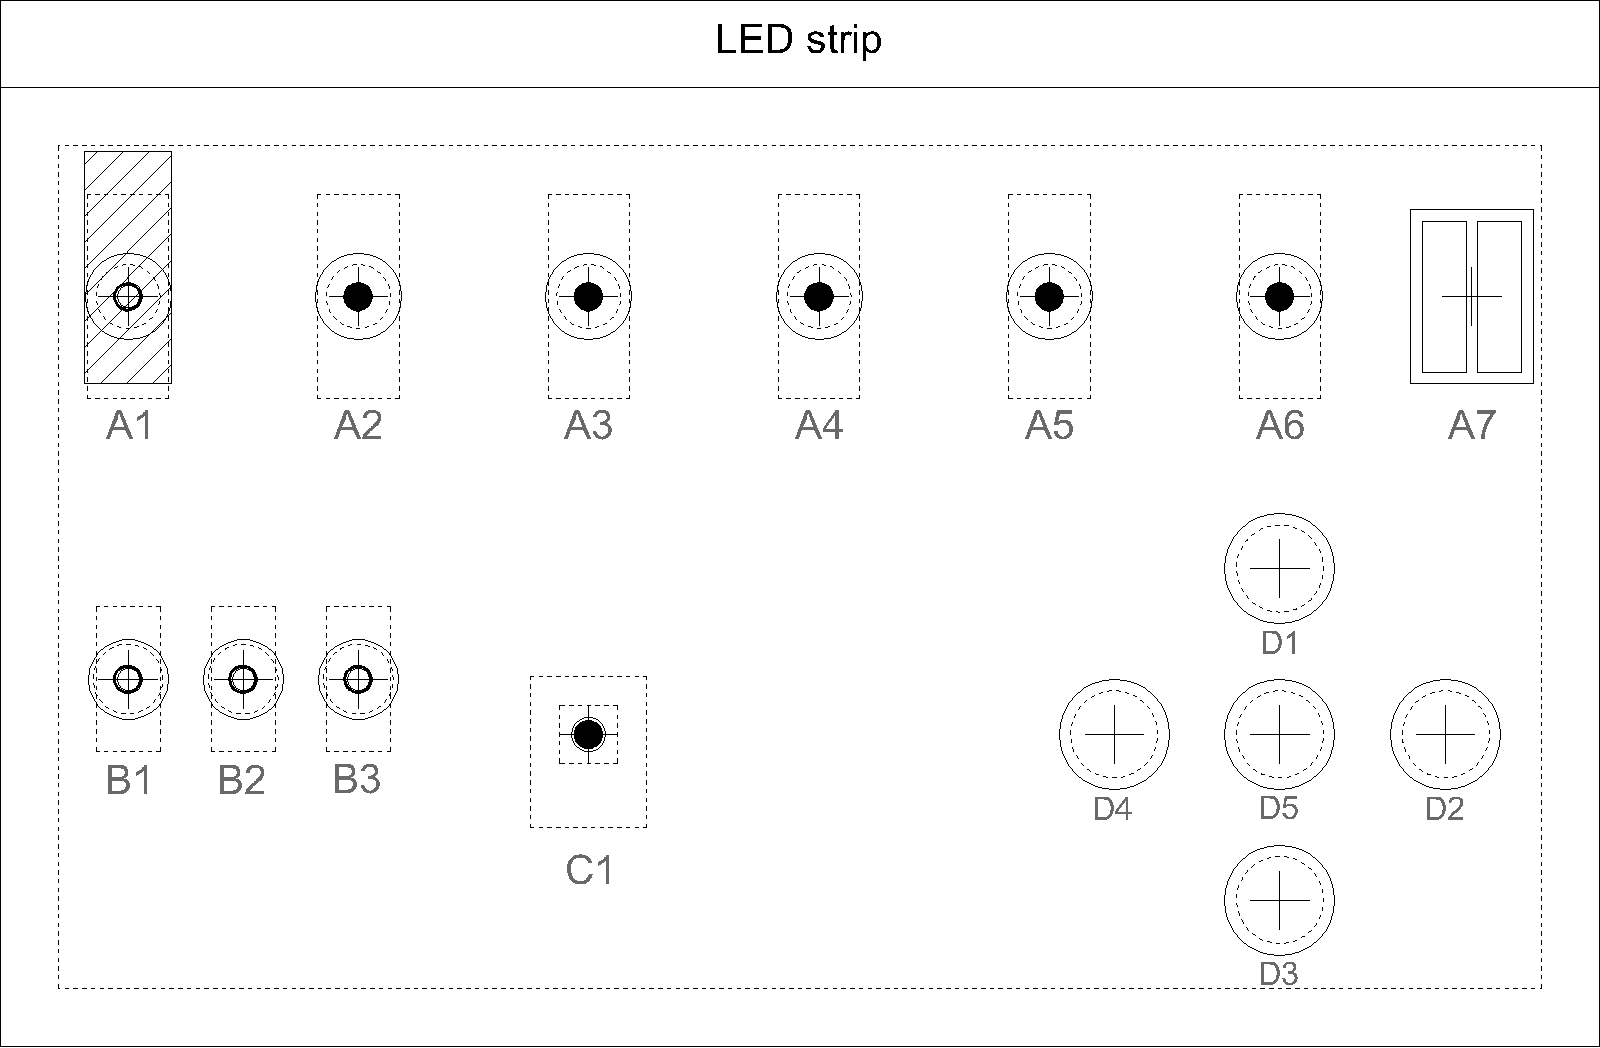 LED strip
A1 A2 A3 A4 A5 A6 A7
D1
B1 B2 B3
D4 D5 D2
C1
D3